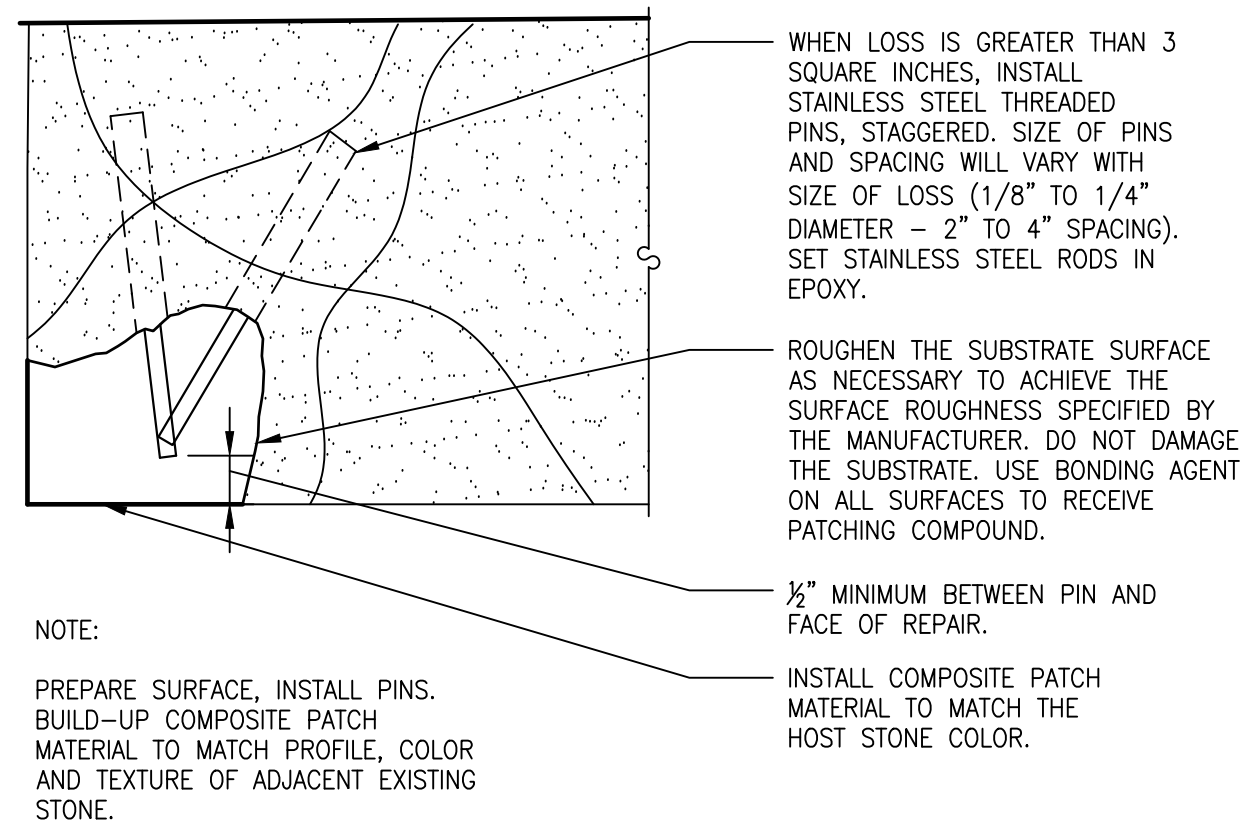 WHEN LOSS IS GREATER THAN 3
SQUARE INCHES, INSTALL
STAINLESS STEEL THREADED
PINS, STAGGERED. SIZE OF PINS
AND SPACING WILL VARY WITH
SIZE OF LOSS (1/8” TO 1/4”
DIAMETER – 2” TO 4” SPACING).
SET STAINLESS STEEL RODS IN
EPOXY.
ROUGHEN THE SUBSTRATE SURFACE
AS NECESSARY TO ACHIEVE THE
SURFACE ROUGHNESS SPECIFIED BY
THE MANUFACTURER. DO NOT DAMAGE
THE SUBSTRATE. USE BONDING AGENT
ON ALL SURFACES TO RECEIVE
PATCHING COMPOUND.
½” MINIMUM BETWEEN PIN AND
FACE OF REPAIR.
INSTALL COMPOSITE PATCH
MATERIAL TO MATCH THE
HOST STONE COLOR.
NOTE:
PREPARE SURFACE, INSTALL PINS.
BUILD–UP COMPOSITE PATCH
MATERIAL TO MATCH PROFILE, COLOR
AND TEXTURE OF ADJACENT EXISTING
STONE.